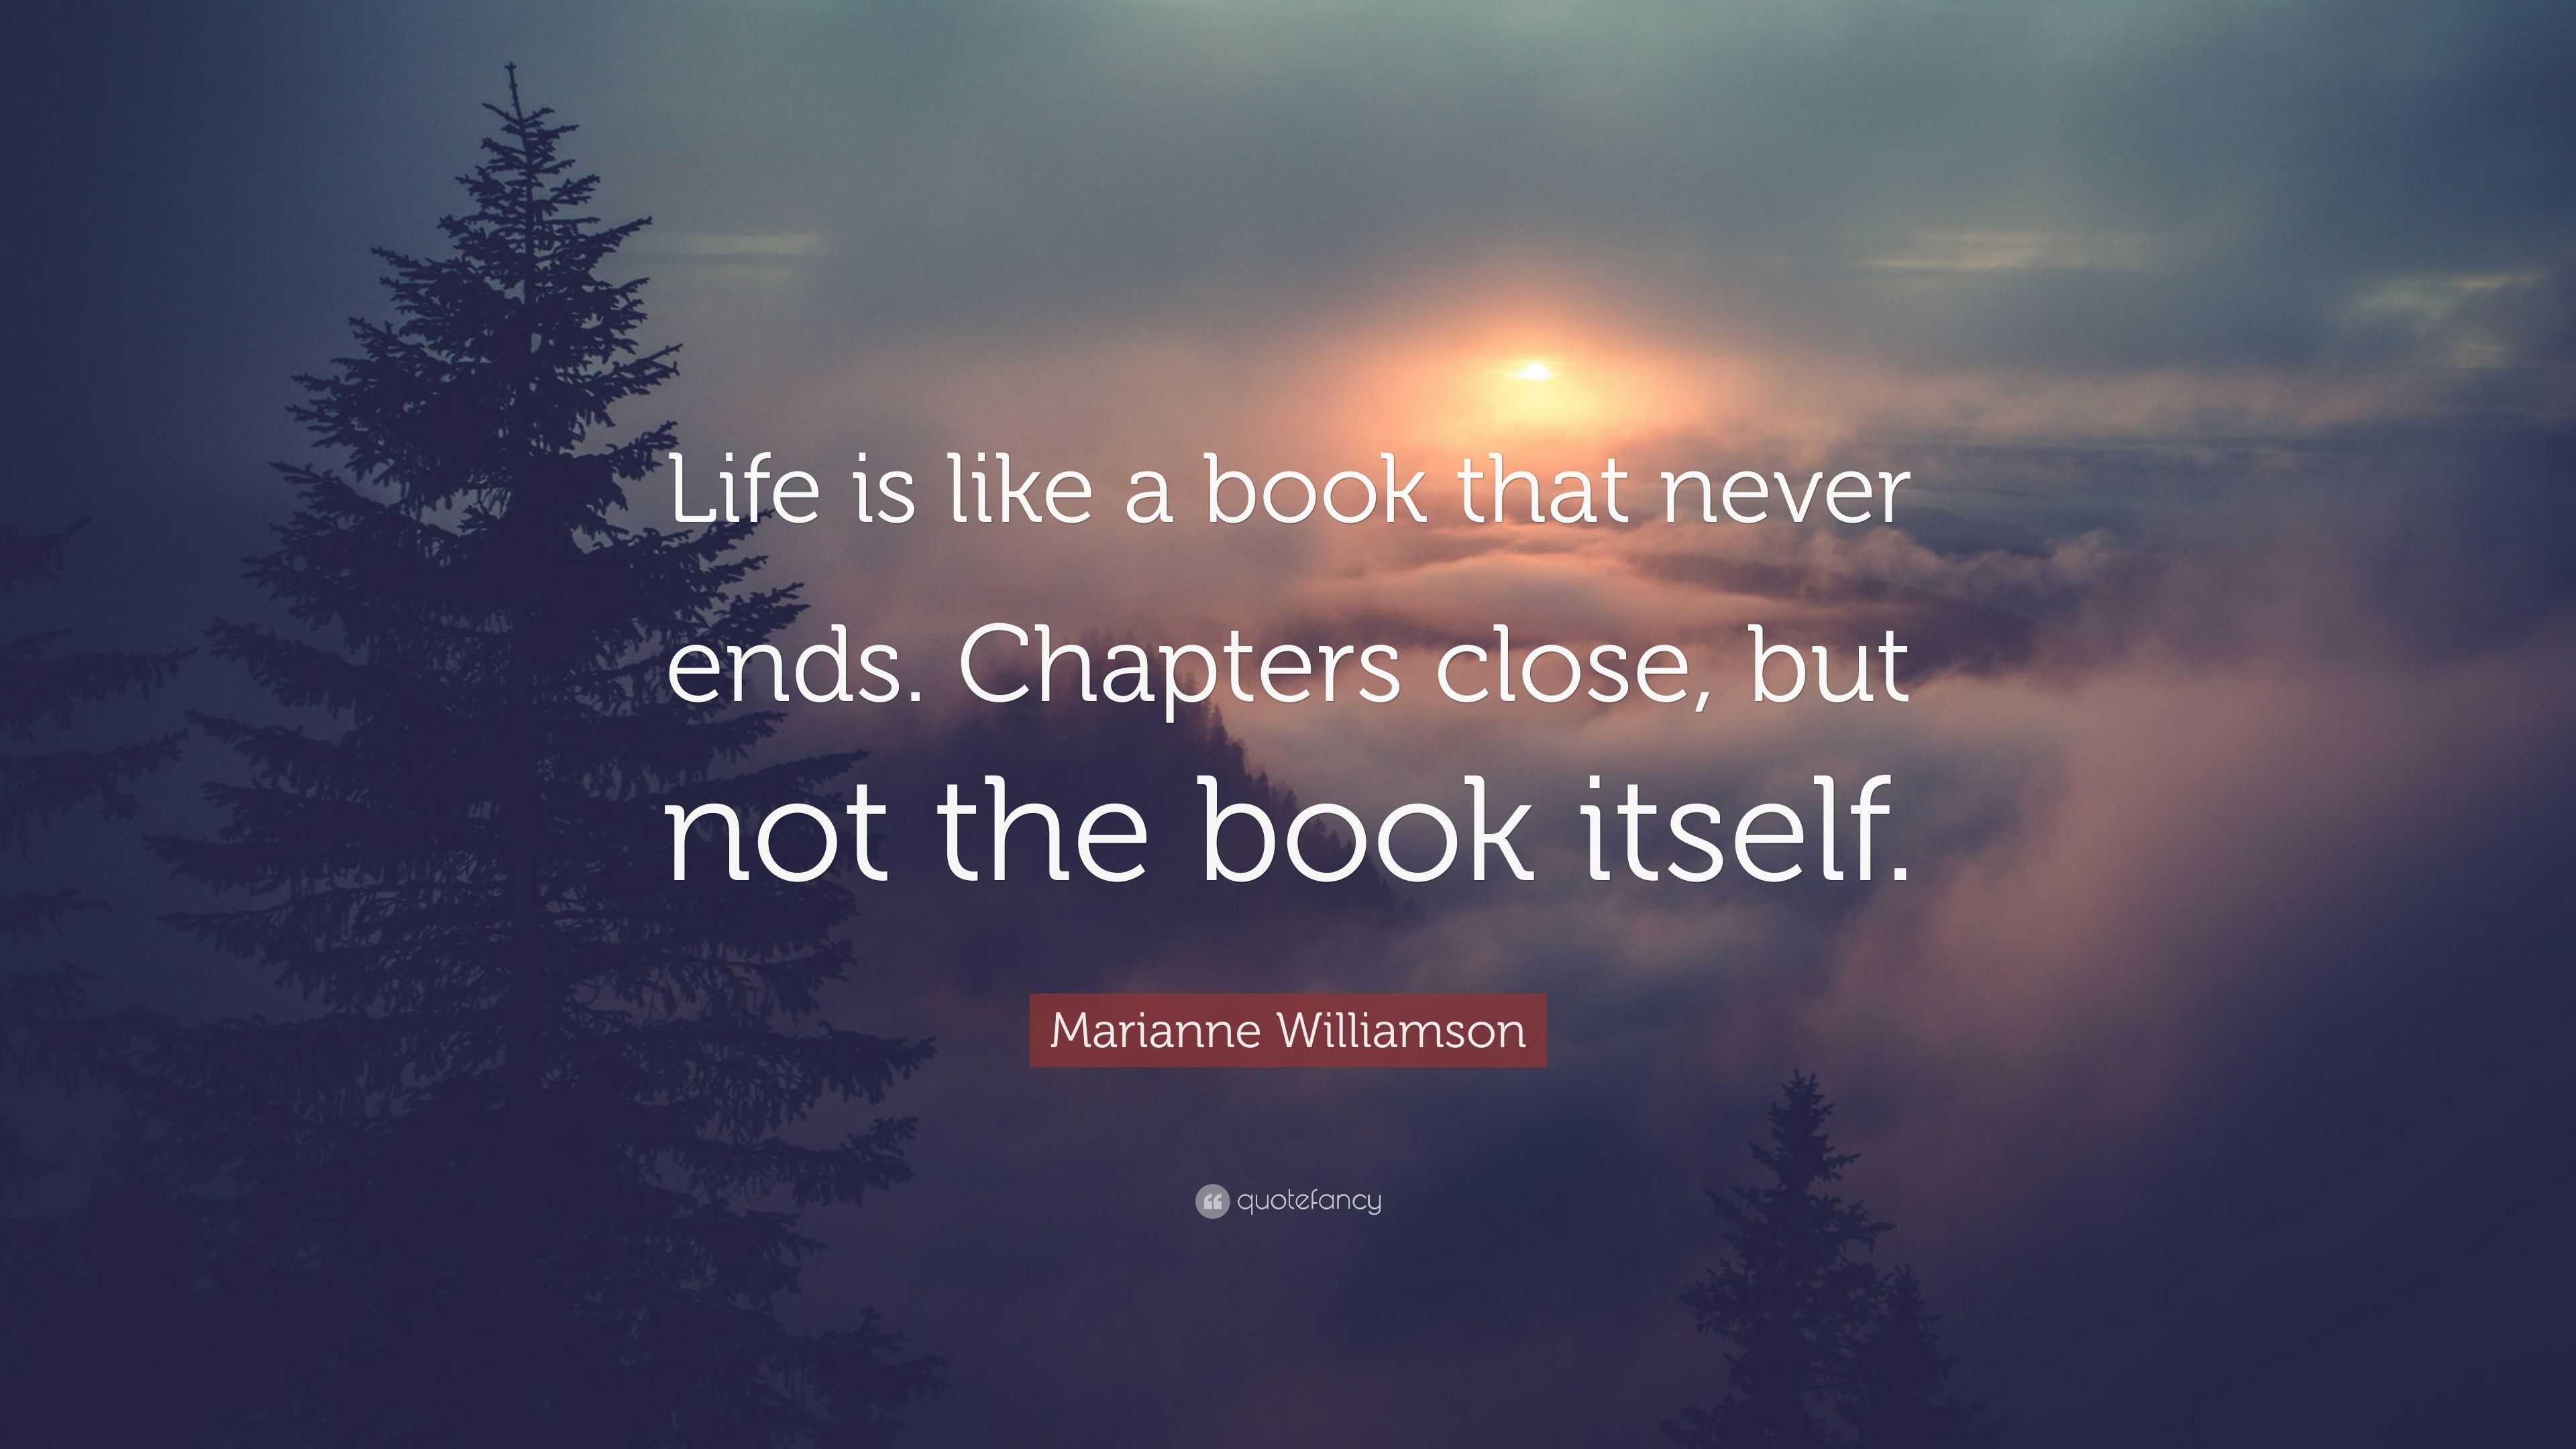 Life is like a book that never
ends. Chapters close, but
not the book itself.
Marianne Williamson
quotefancy